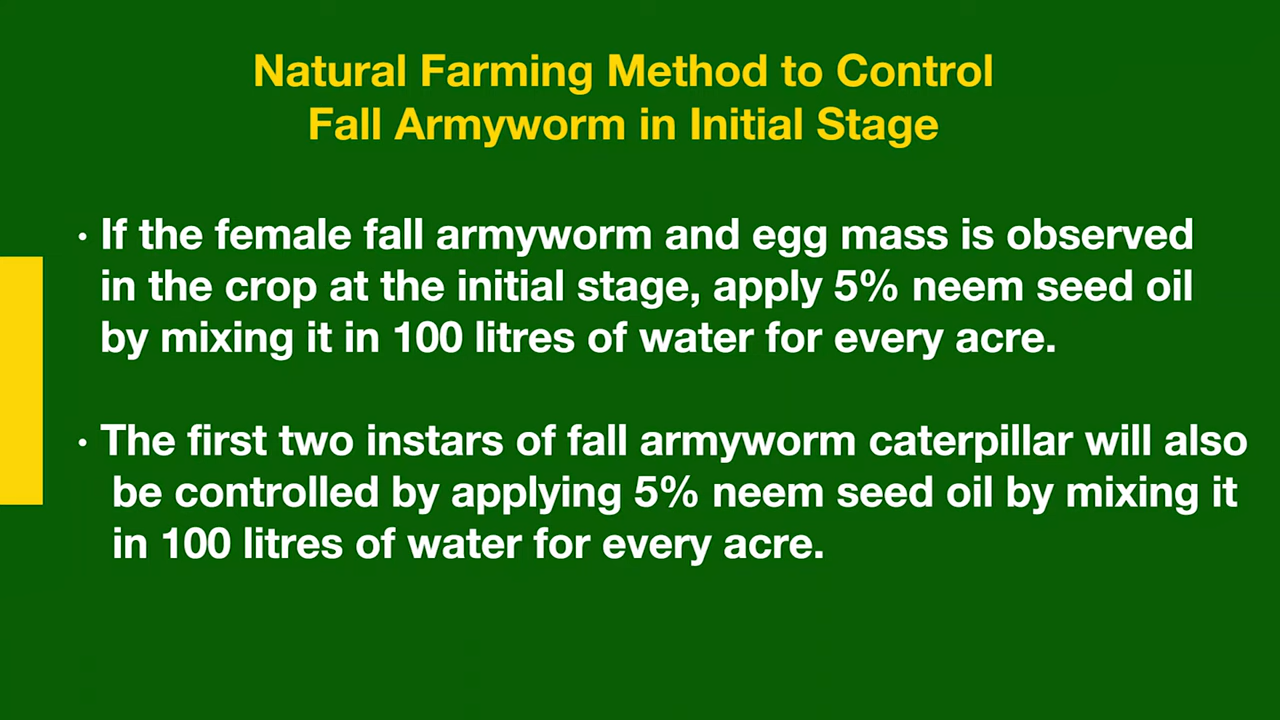 Natural Farming Method to Control
Fall Armyworm in Initial Stage
· If the female fall armyworm and egg mass is observed
in the crop at the initial stage, apply 5% neem seed oil
by mixing it in 100 litres of water for every acre.
· The first two instars of fall armyworm caterpillar will also
be controlled by applying 5% neem seed oil by mixing it
in 100 litres of water for every acre.